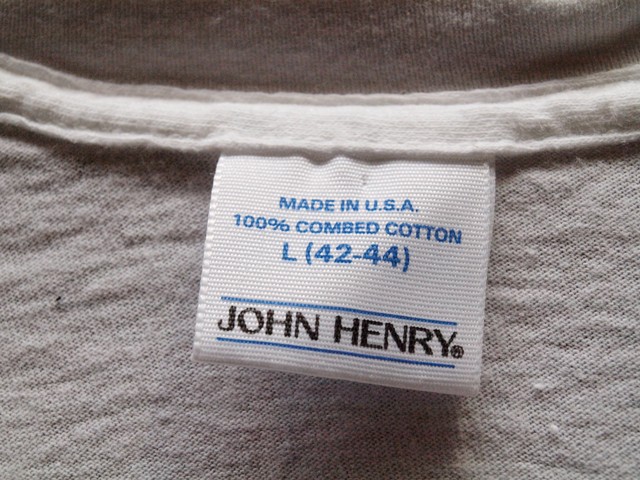 MADE IN U.S.A.
100% COMBED COTTON
L (42-44)
JOHN HENRY®